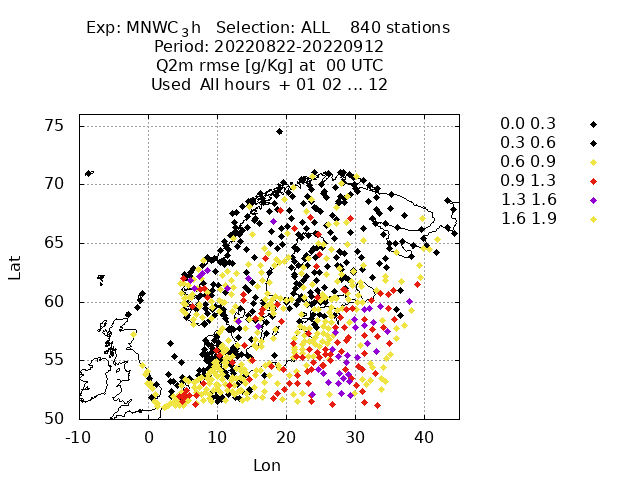 Exp: MNWC₃h Selection: ALL 840 stations
Period: 20220822-20220912
Q2m rmse [g/Kg] at 00 UTC
Used All hours + 01 02 ... 12
0.0 0.3
0.3 0.6
0.6 0.9
0.9 1.3
1.3 1.6
1.6 1.9
75
70
65
60
55
50
Lat
-10 0 10 20 30 40
Lon